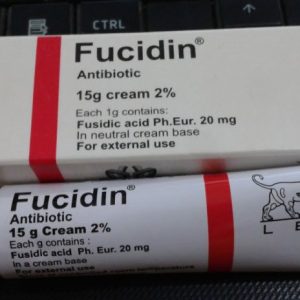 CTRL
Fucidin®
Antibiotic
15g cream 2%
Each 1g contains:
Fusidic acid Ph.Eur. 20 mg
In neutral cream base
For external use
Fucidin®
Antibiotic
15 g Cream 2%
Each g contains :
Fusidic acid Ph. Eur. 20 mg
In a cream base
For external use
L E